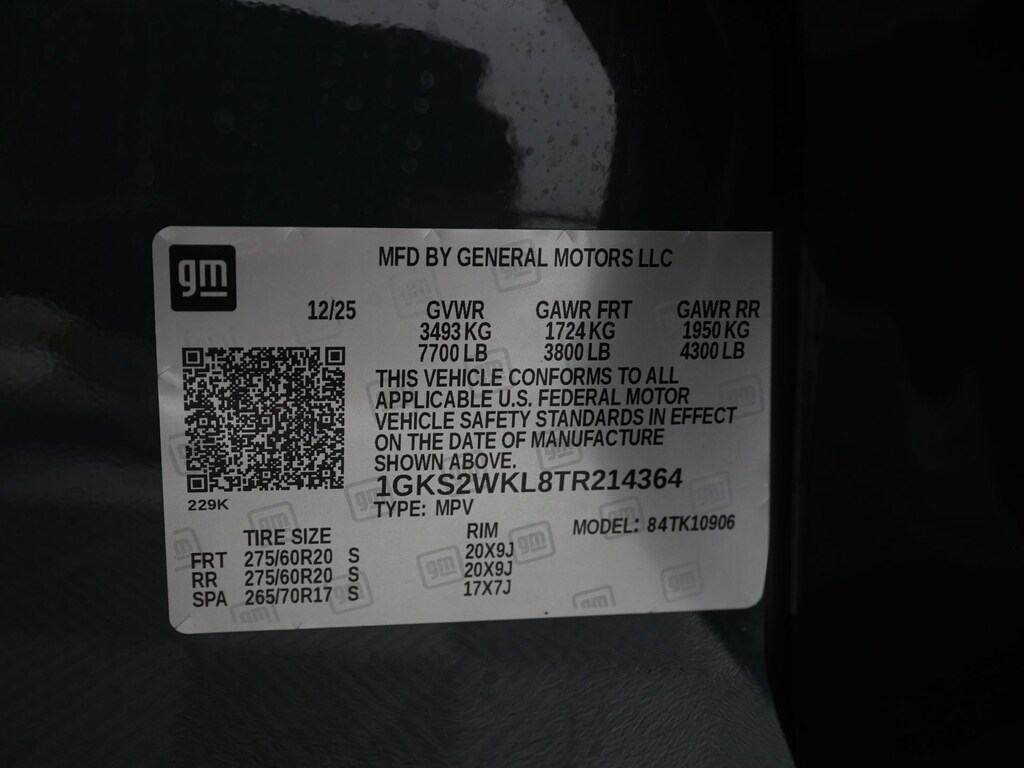 gm
MFD BY GENERAL MOTORS LLC
12/25 GVWR GAWR FRT GAWR RR
3493 KG 1724 KG 1950 KG
7700 LB 3800 LB 4300 LB
THIS VEHICLE CONFORMS TO ALL
APPLICABLE U.S. FEDERAL MOTOR
VEHICLE SAFETY STANDARDS IN EFFECT
ON THE DATE OF MANUFACTURE
SHOWN ABOVE.
1GKS2WKL8TR214364
229K
TYPE: MPV
TIRE SIZE RIM MODEL: 84TK10906
FRT 275/60R20 S 20X9J
RR 275/60R20 S 20X9J
SPA 265/70R17 S 17X7J